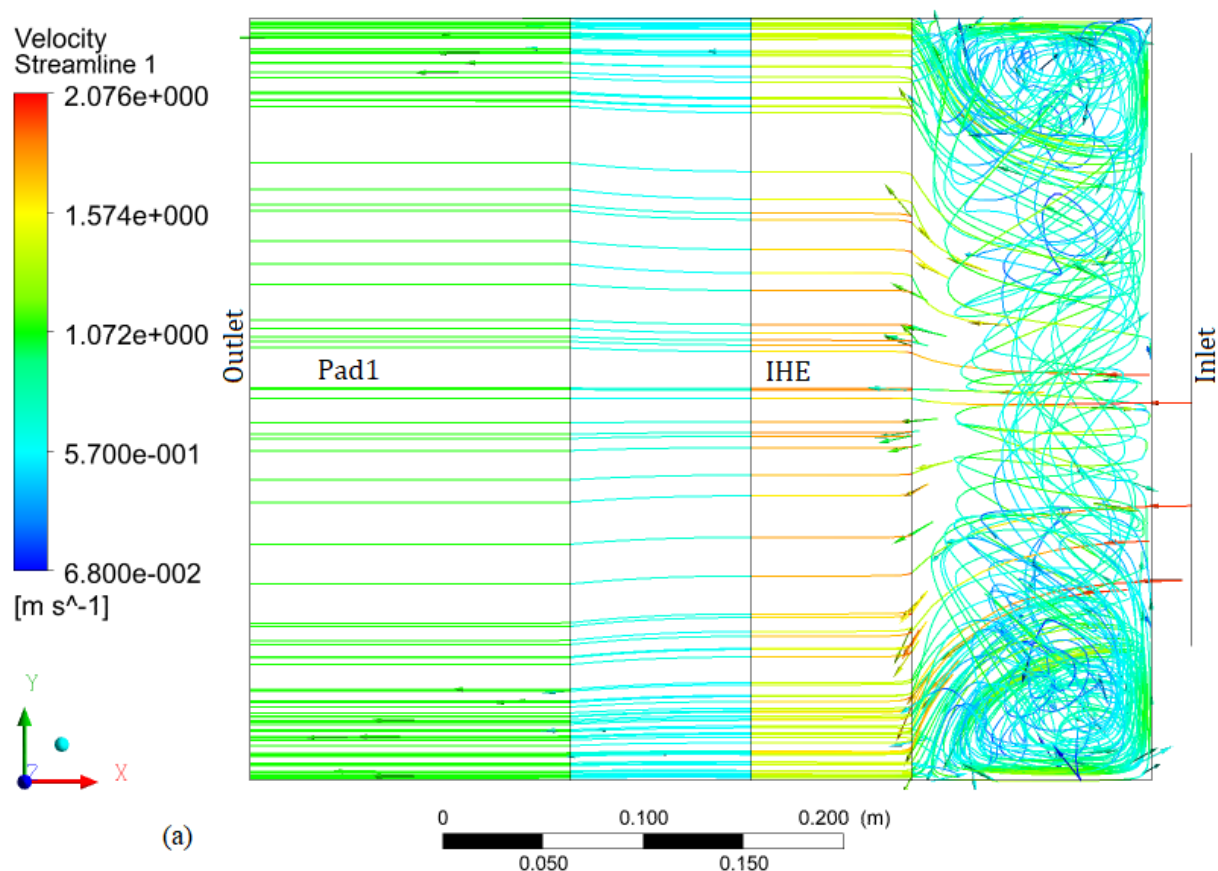 Velocity
Streamline 1
2.076e+000
1.574e+000
1.072e+000
5.700e-001
6.800e-002
[m s^-1]
Outlet
Pad1
IHE
Inlet
Y
Z
X
(a)
0
0.100
0.200
(m)
0.050
0.150